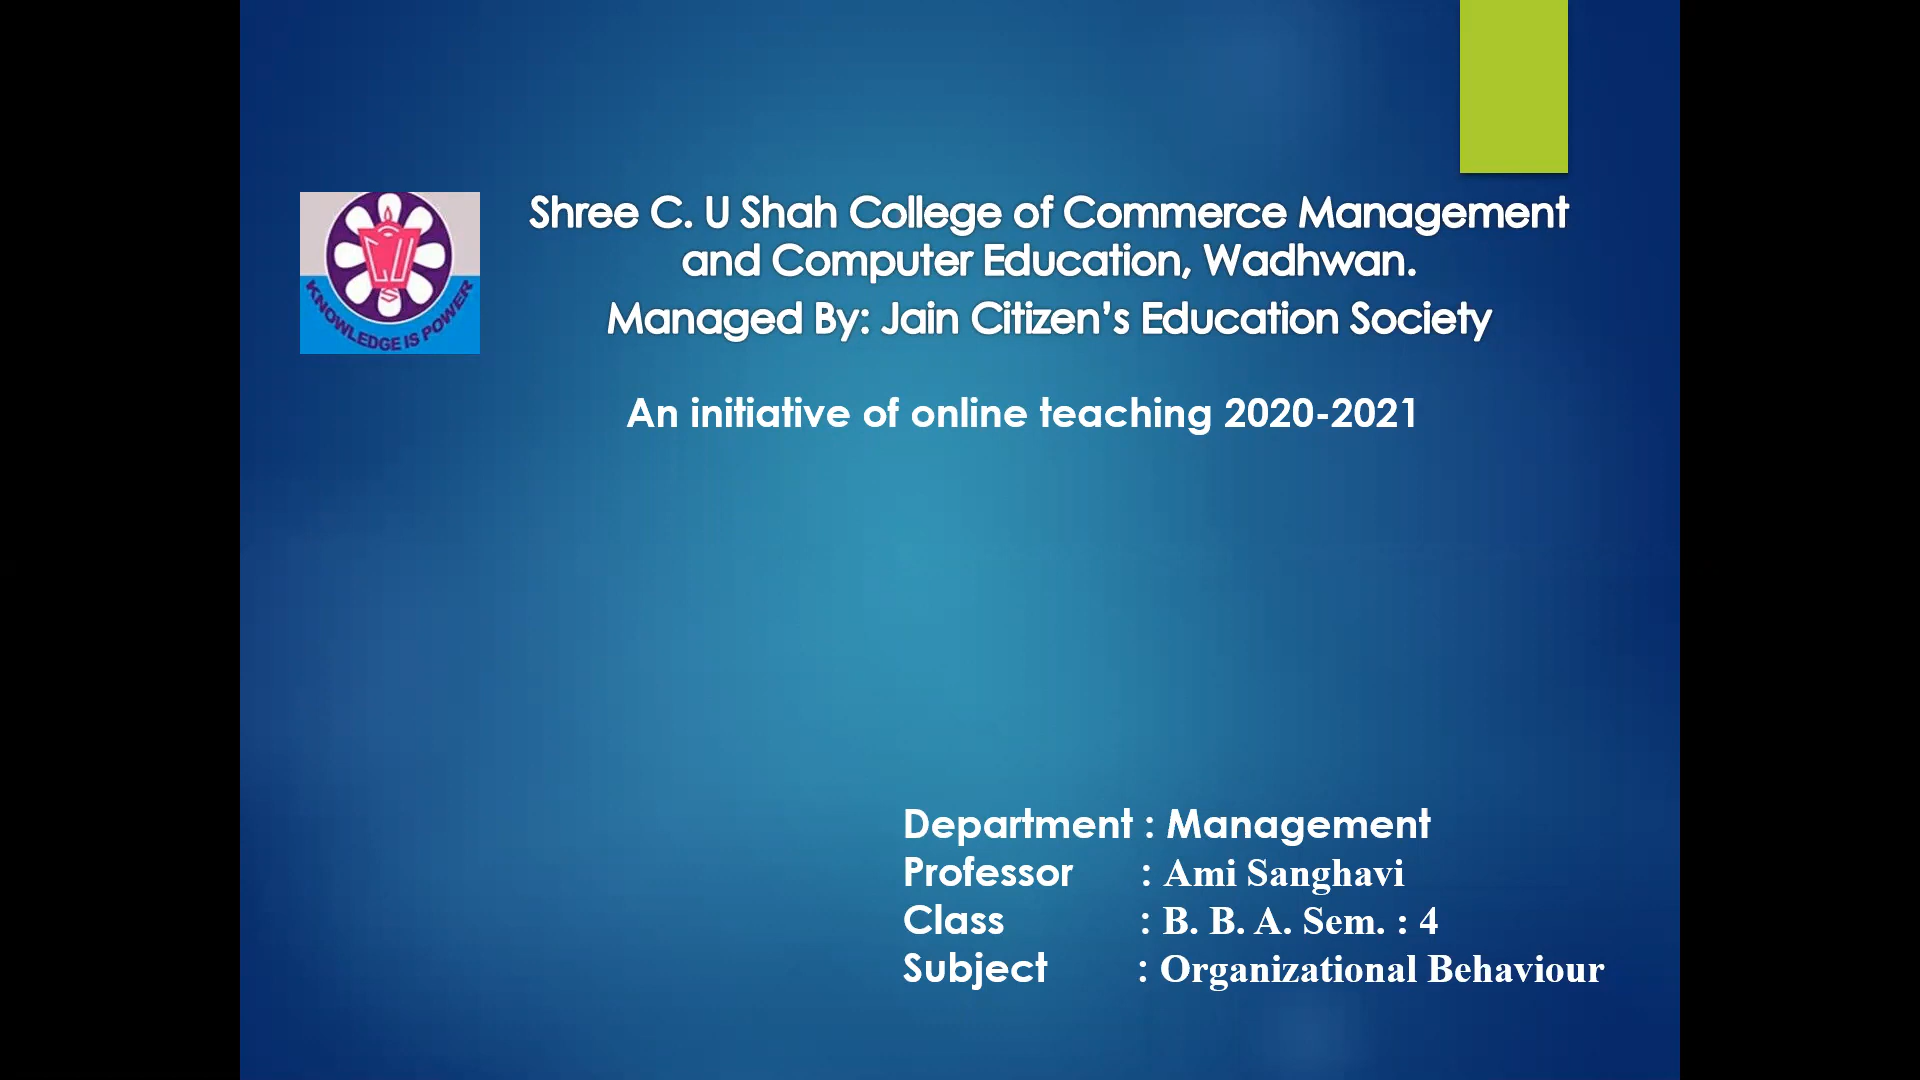 Shree C. U Shah College of Commerce Management
and Computer Education, Wadhwan.
Managed By: Jain Citizen’s Education Society
CUS
KNOWLEDGE IS POWER
An initiative of online teaching 2020-2021
Department : Management
Professor : Ami Sanghavi
Class : B. B. A. Sem. : 4
Subject : Organizational Behaviour